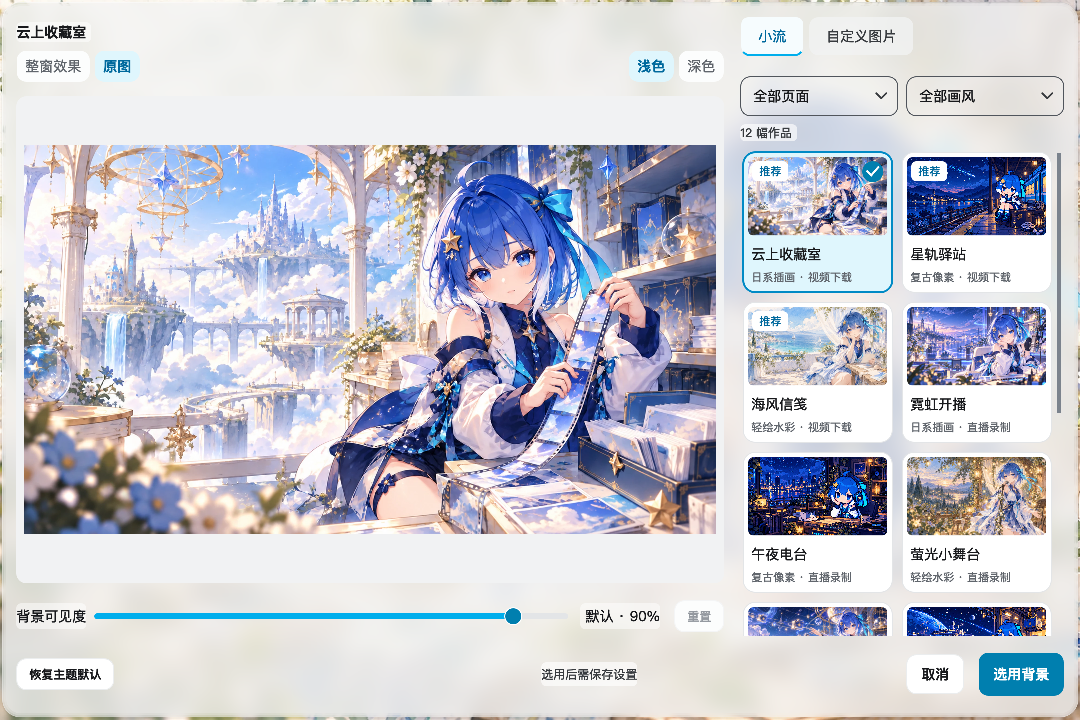 云上收藏室
整窗效果 原图
浅色 深色
小流 自定义图片
全部页面 全部画风
12 幅作品
推荐
云上收藏室
日系插画 · 视频下载
推荐
星轨驿站
复古像素 · 视频下载
推荐
海风信笺
轻绘水彩 · 视频下载
霓虹开播
日系插画 · 直播录制
午夜电台
复古像素 · 直播录制
萤光小舞台
轻绘水彩 · 直播录制
背景可见度 默认 · 90% 重置
恢复主题默认 选用后需保存设置 取消 选用背景